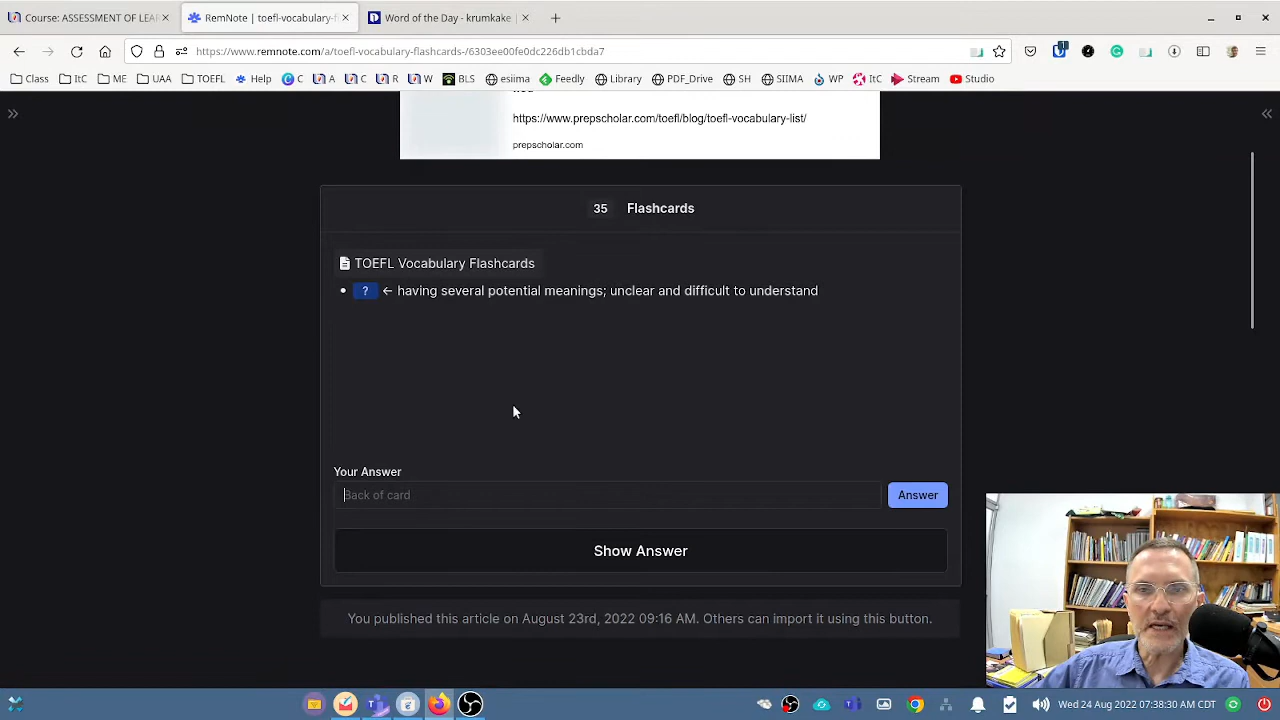 Course: ASSESSMENT OF LEA
RemNote | toefl-vocabulary-f
Word of the Day - krumkake |
https://www.remnote.com/a/toefl-vocabulary-flashcards-/6303ee00fe0dc226db1cbda7
Class
ItC
ME
UAA
TOEFL
Help
C
A
C
R
W
BLS
esiima
Feedly
Library
PDF_Drive
SH
SIIMA
WP
ItC
Stream
Studio
https://www.prepscholar.com/toefl/blog/toefl-vocabulary-list/
prepscholar.com
35 Flashcards
TOEFL Vocabulary Flashcards
? ← having several potential meanings; unclear and difficult to understand
Your Answer
Back of card
Answer
Show Answer
You published this article on August 23rd, 2022 09:16 AM. Others can import it using this button.
Wed 24 Aug 2022 07:38:30 AM CDT